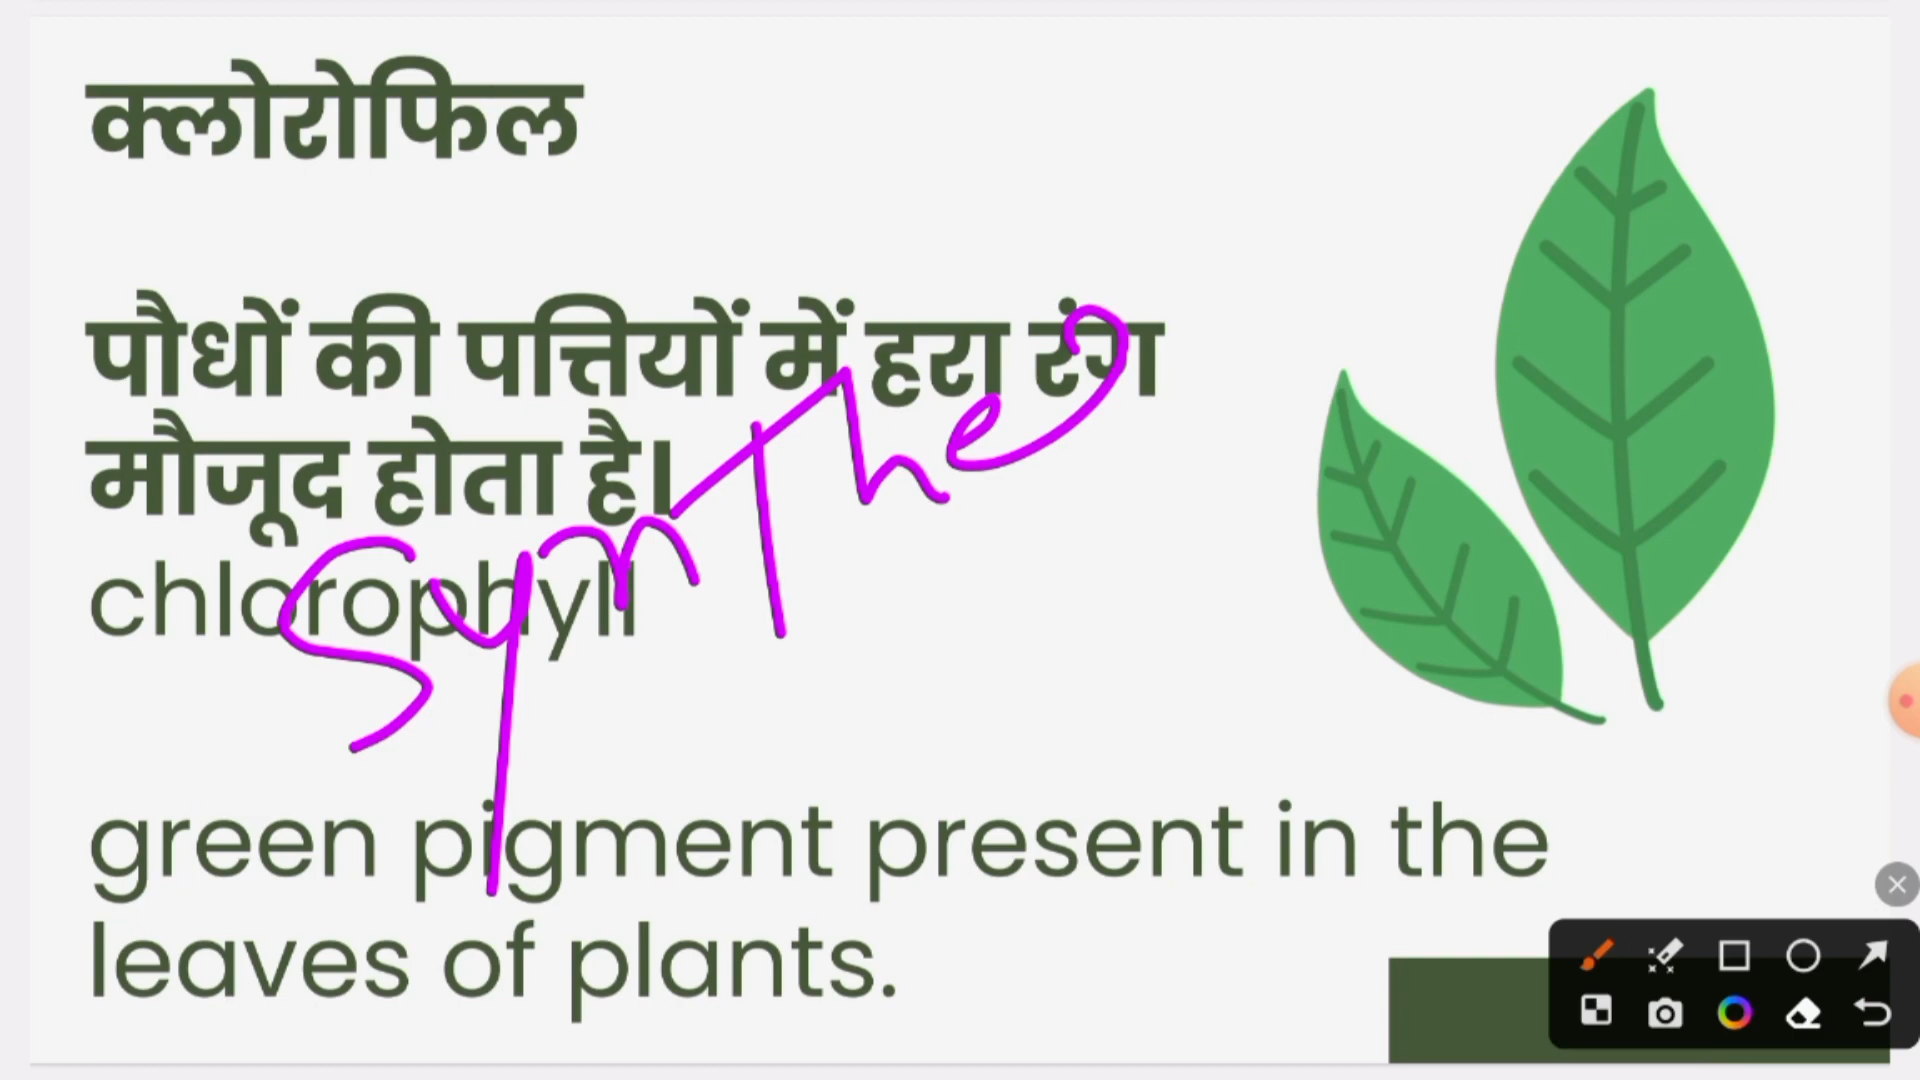 क्लोरोफिल
पौधों की पत्तियों में हरा रंग
मौजूद होता है।
chlorophyll
SynThe
green pigment present in the
leaves of plants.